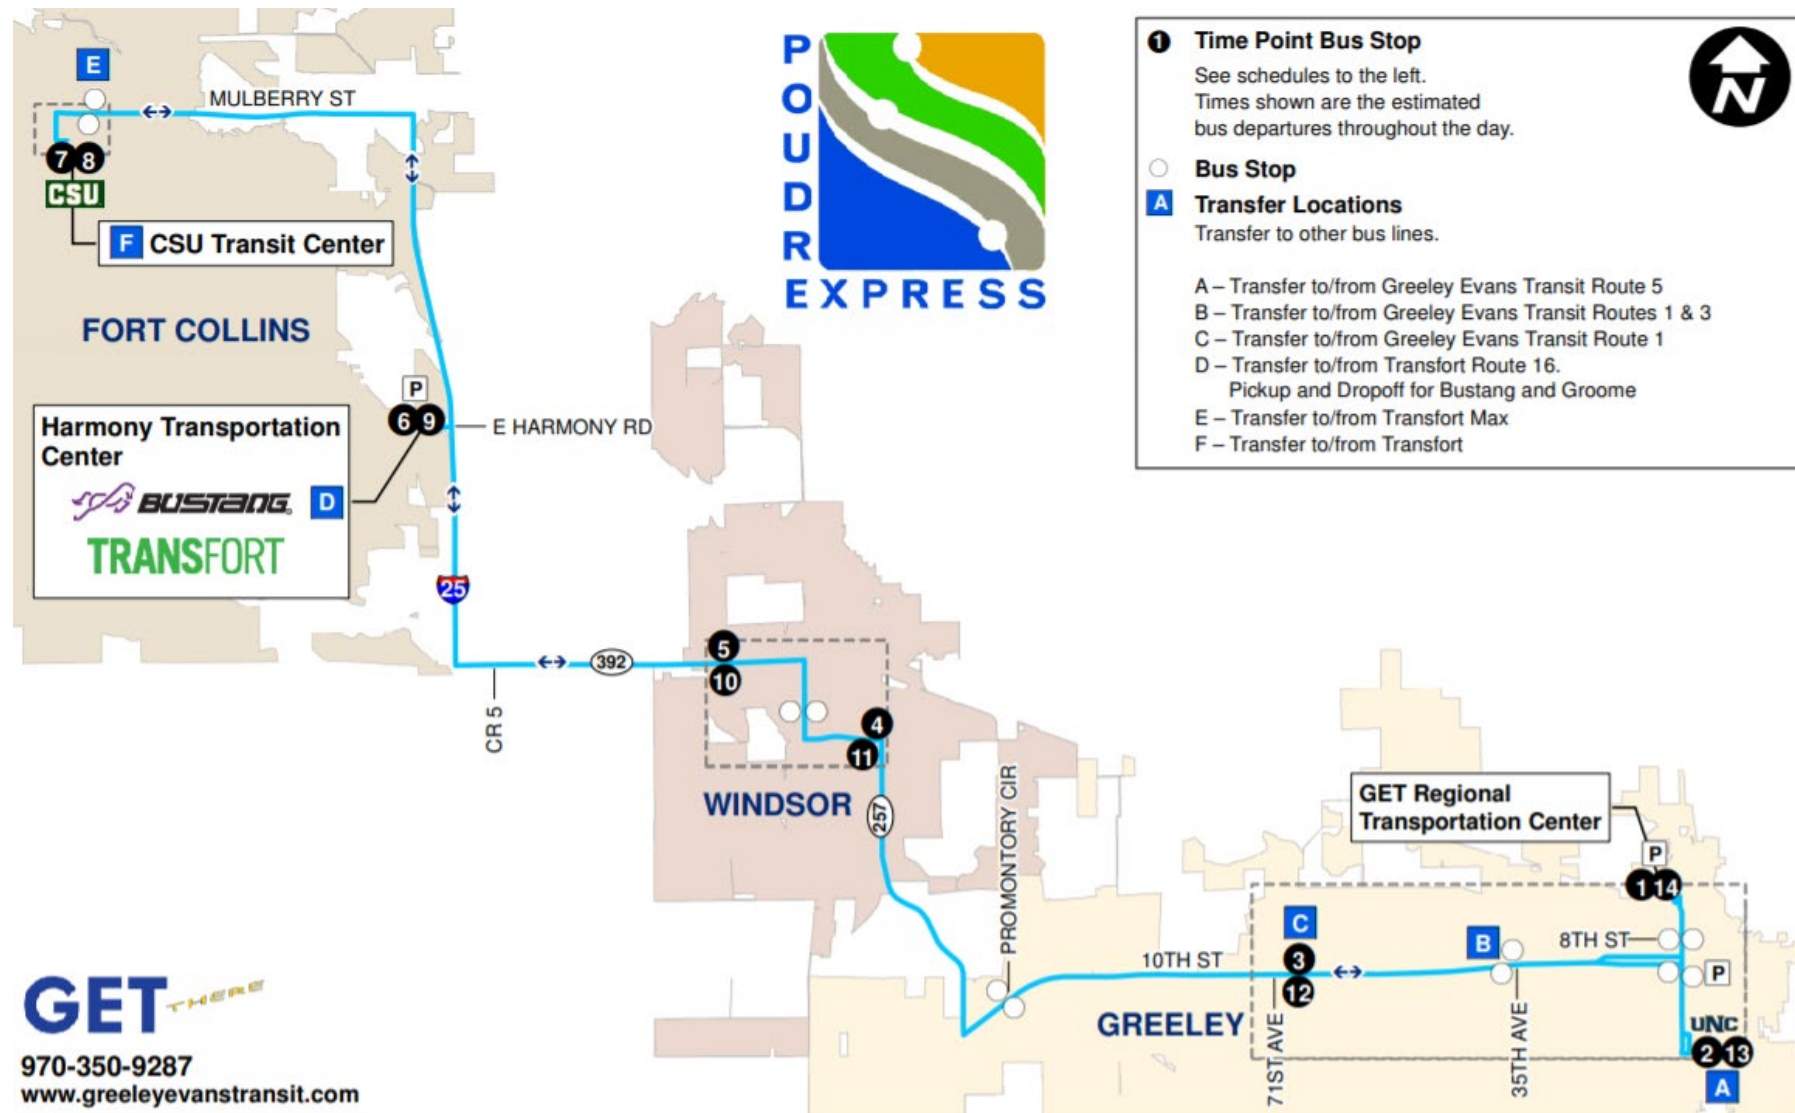 E
MULBERRY ST
7 8
CSU
F CSU Transit Center
FORT COLLINS
P
6 9
E HARMONY RD
Harmony Transportation
Center
BUSTANG
D
TRANSFORT
25
392
CR 5
POUDRE
EXPRESS
1 Time Point Bus Stop
See schedules to the left.
Times shown are the estimated
bus departures throughout the day.
N
Bus Stop
A Transfer Locations
Transfer to other bus lines.
A – Transfer to/from Greeley Evans Transit Route 5
B – Transfer to/from Greeley Evans Transit Routes 1 & 3
C – Transfer to/from Greeley Evans Transit Route 1
D – Transfer to/from Transfort Route 16.
Pickup and Dropoff for Bustang and Groome
E – Transfer to/from Transfort Max
F – Transfer to/from Transfort
5
10
4
11
WINDSOR
257
PROMONTORY CIR
GET Regional
Transportation Center
P
1 14
C
3
12
10TH ST
B
8TH ST
P
GREELEY
71ST AVE
35TH AVE
UNC
2 13
A
GET THERE
970-350-9287
www.greeleyevanstransit.com